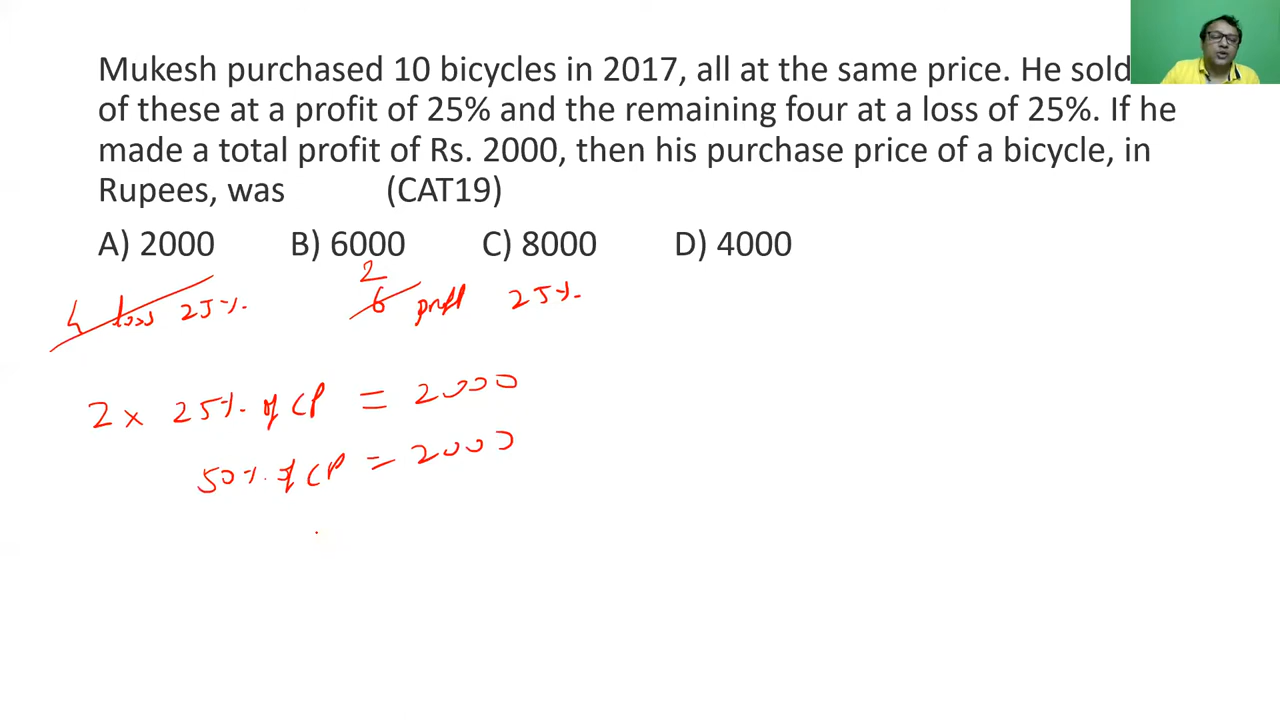 Mukesh purchased 10 bicycles in 2017, all at the same price. He sold
of these at a profit of 25% and the remaining four at a loss of 25%. If he
made a total profit of Rs. 2000, then his purchase price of a bicycle, in
Rupees, was (CAT19)
A) 2000 B) 6000 C) 8000 D) 4000
2
4 loss 25% 6 profit 25%
2 x 25% of CP = 2000
50% of CP = 2000